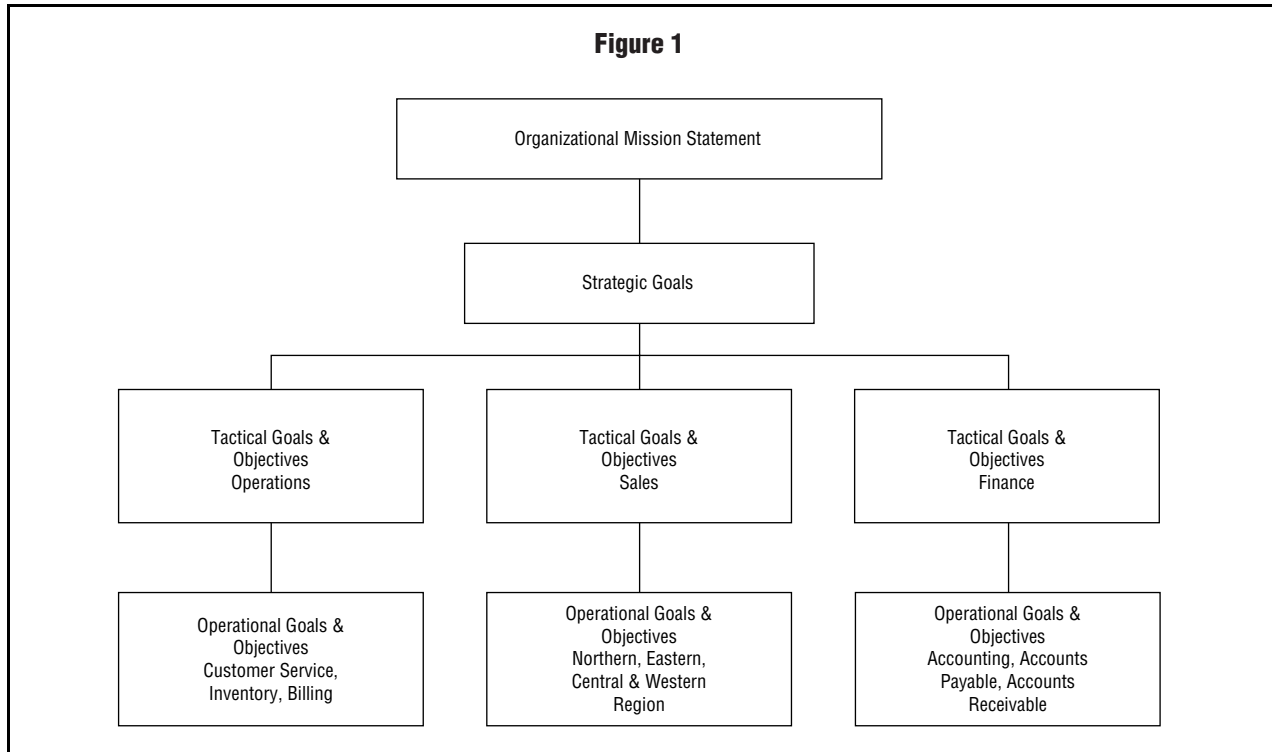 Figure 1
Organizational Mission Statement
Strategic Goals
Tactical Goals &
Objectives
Operations
Tactical Goals &
Objectives
Sales
Tactical Goals &
Objectives
Finance
Operational Goals &
Objectives
Customer Service,
Inventory, Billing
Operational Goals &
Objectives
Northern, Eastern,
Central & Western
Region
Operational Goals &
Objectives
Accounting, Accounts
Payable, Accounts
Receivable